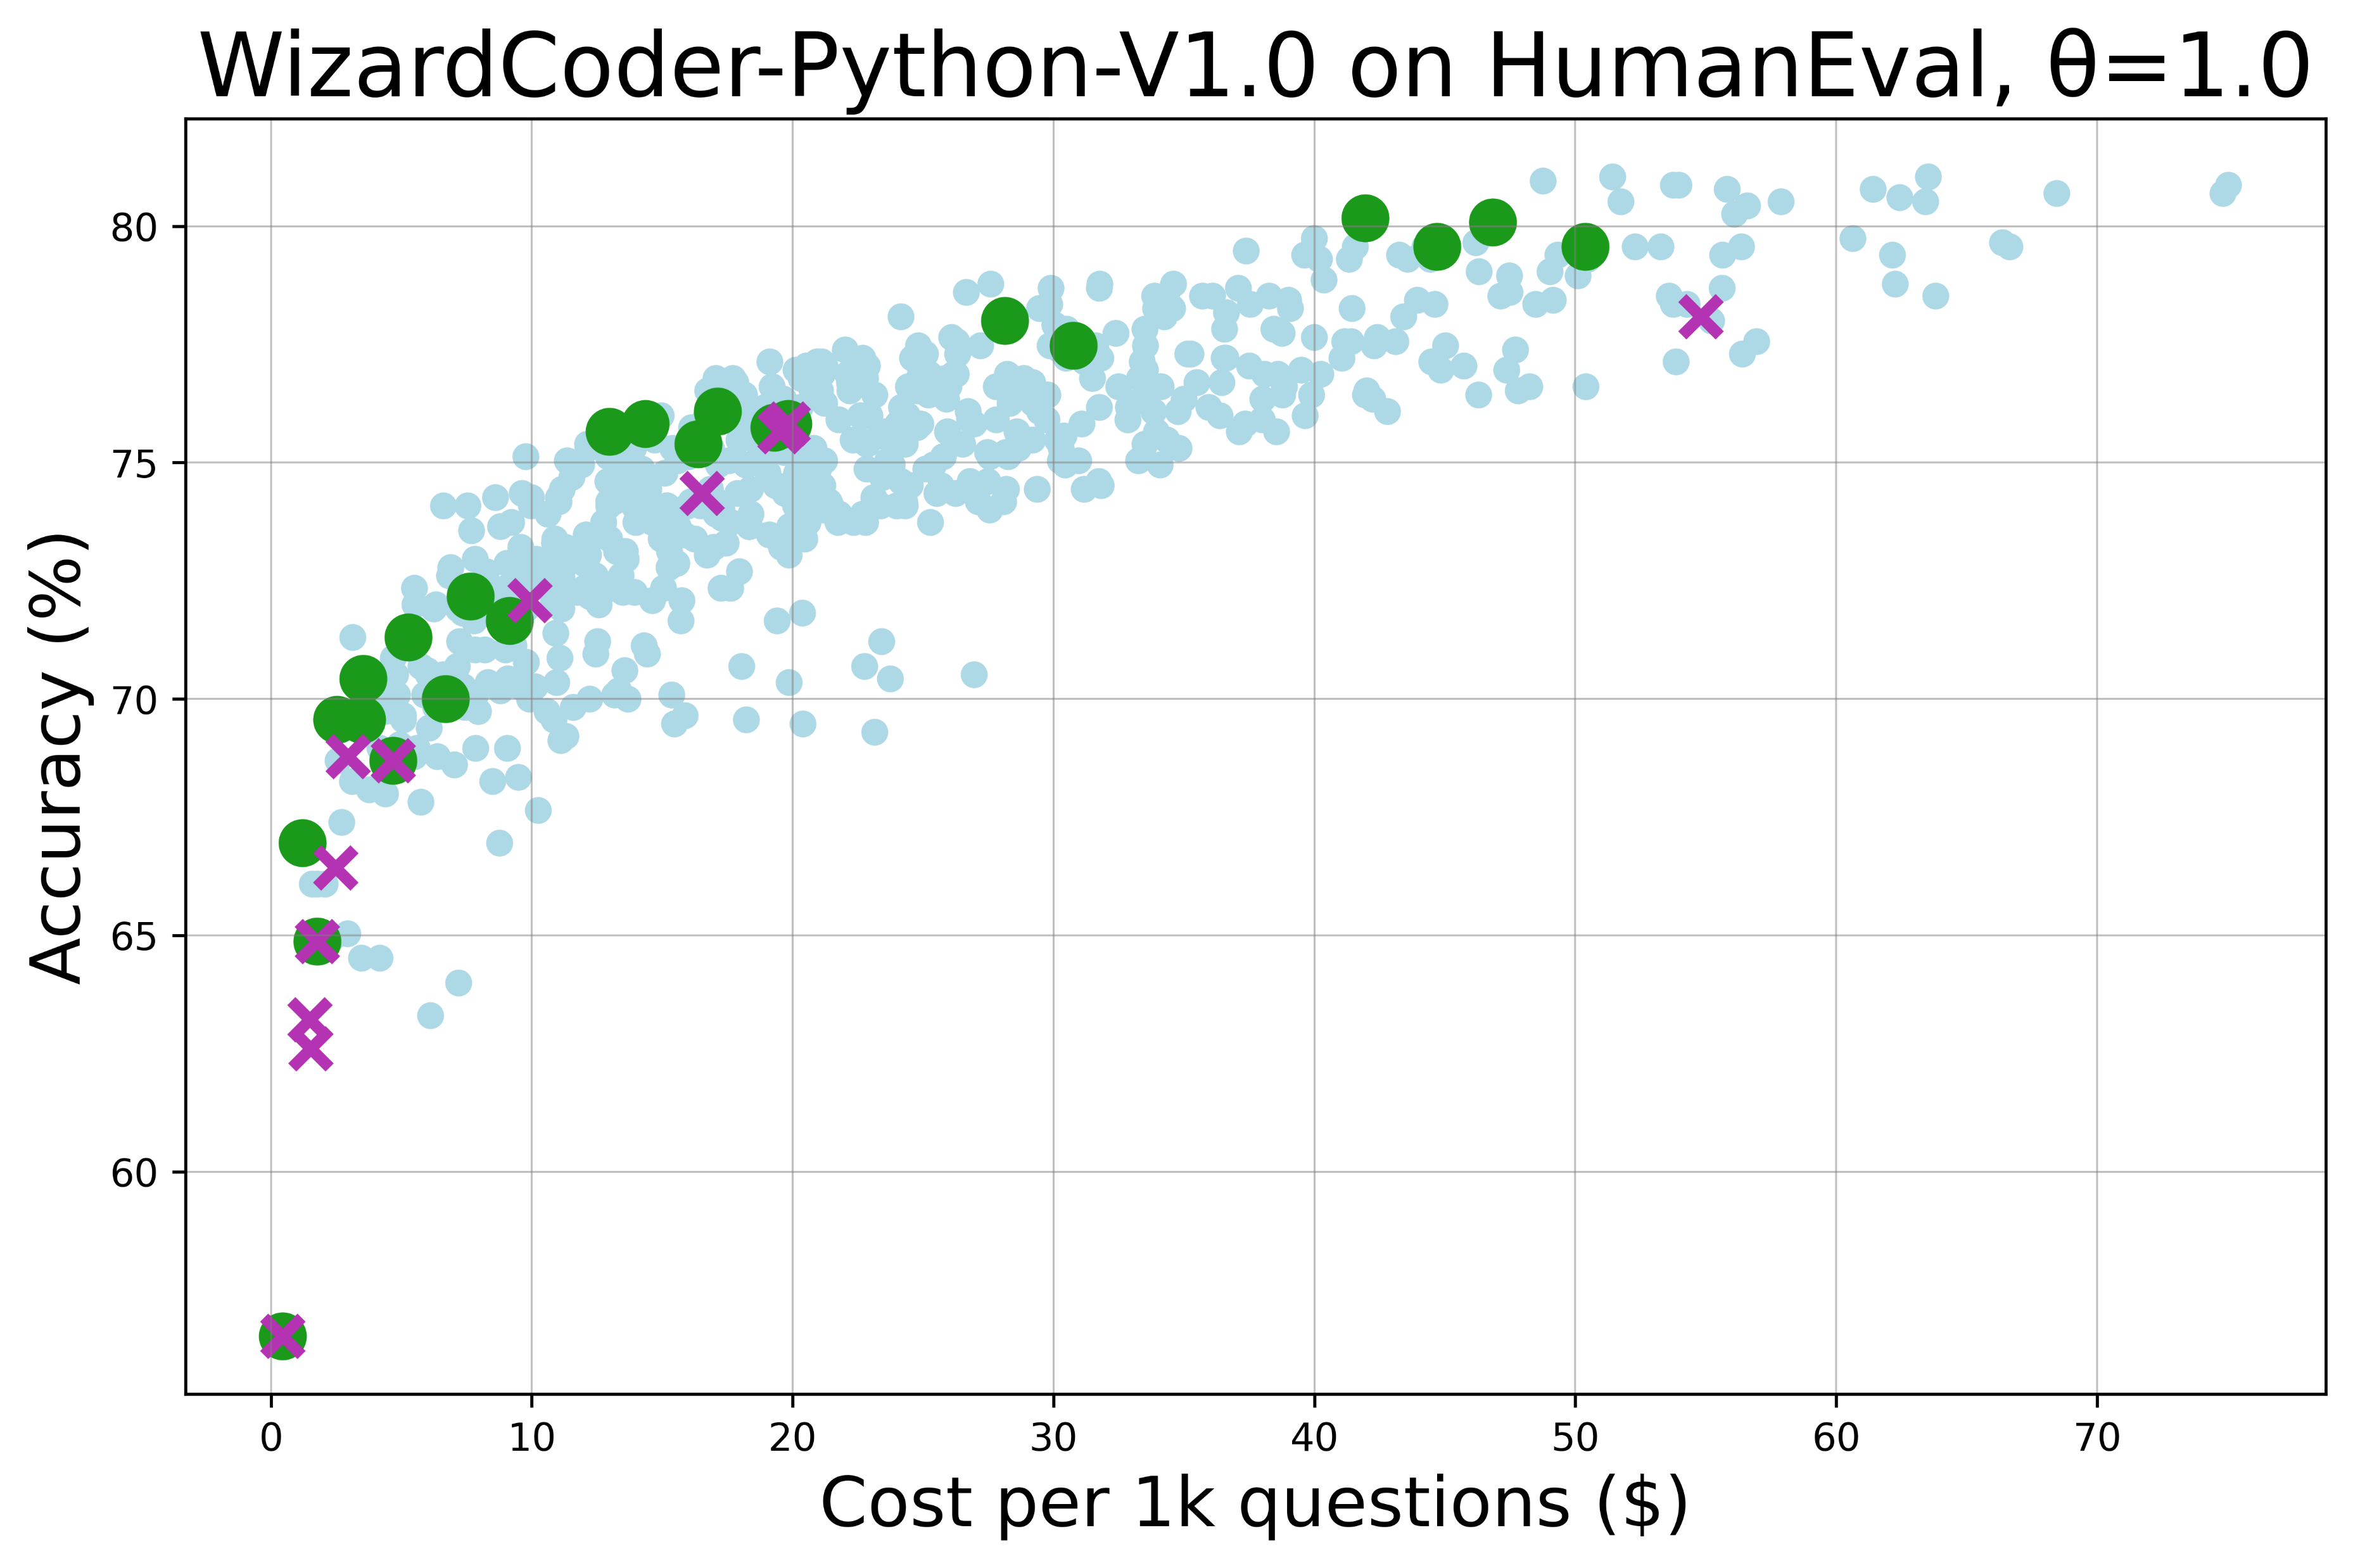 WizardCoder-Python-V1.0 on HumanEval, θ=1.0
Accuracy (%)
80
75
70
65
60
0 10 20 30 40 50 60 70
Cost per 1k questions ($)